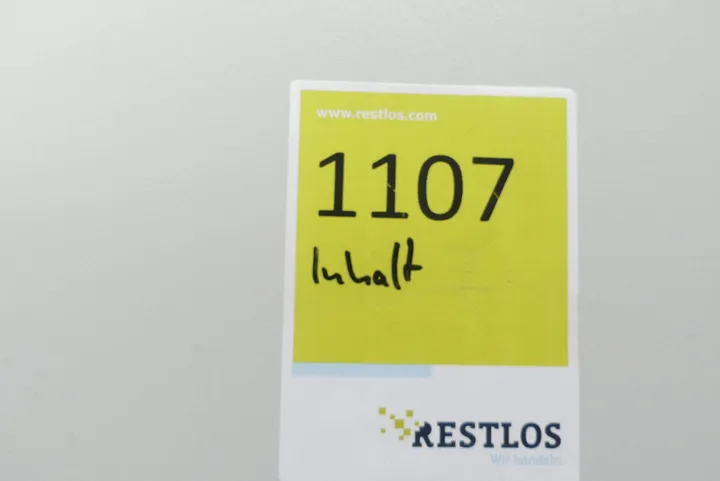 www.restlos.com
1107
Inhalt
RESTLOS
Wir handeln.